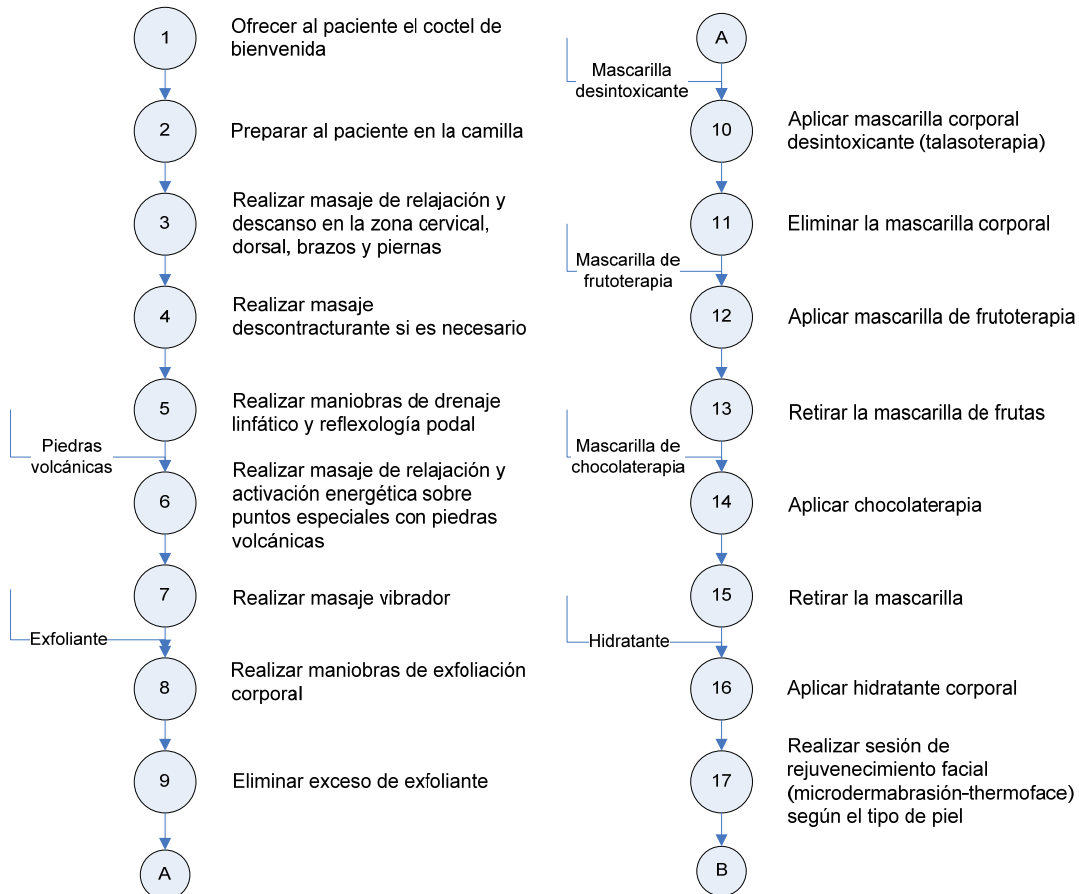 1
Ofrecer al paciente el coctel de
bienvenida
2
Preparar al paciente en la camilla
3
Realizar masaje de relajación y
descanso en la zona cervical,
dorsal, brazos y piernas
4
Realizar masaje
descontracturante si es necesario
5
Realizar maniobras de drenaje
linfático y reflexología podal
Piedras
volcánicas
6
Realizar masaje de relajación y
activación energética sobre
puntos especiales con piedras
volcánicas
7
Realizar masaje vibrador
Exfoliante
8
Realizar maniobras de exfoliación
corporal
9
Eliminar exceso de exfoliante
A
A
Mascarilla
desintoxicante
10
Aplicar mascarilla corporal
desintoxicante (talasoterapia)
11
Eliminar la mascarilla corporal
Mascarilla de
frutoterapia
12
Aplicar mascarilla de frutoterapia
13
Retirar la mascarilla de frutas
Mascarilla de
chocolaterapia
14
Aplicar chocolaterapia
15
Retirar la mascarilla
Hidratante
16
Aplicar hidratante corporal
17
Realizar sesión de
rejuvenecimiento facial
(microdermabrasión-thermoface)
según el tipo de piel
B